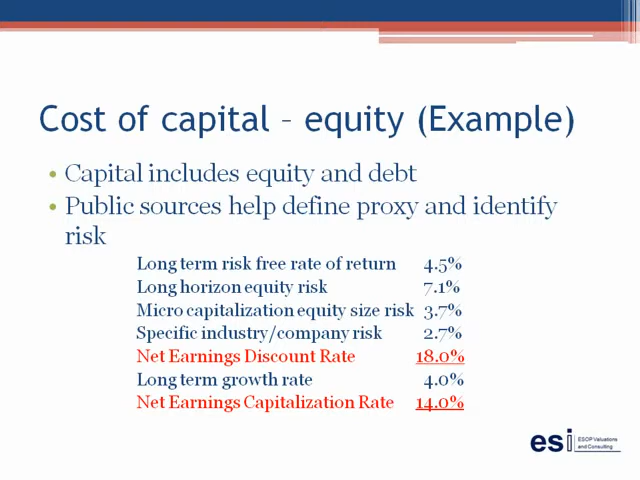 Cost of capital – equity (Example)
• Capital includes equity and debt
• Public sources help define proxy and identify
risk
Long term risk free rate of return 4.5%
Long horizon equity risk 7.1%
Micro capitalization equity size risk 3.7%
Specific industry/company risk 2.7%
Net Earnings Discount Rate 18.0%
Long term growth rate 4.0%
Net Earnings Capitalization Rate 14.0%
esi ESOP Valuations
and Consulting